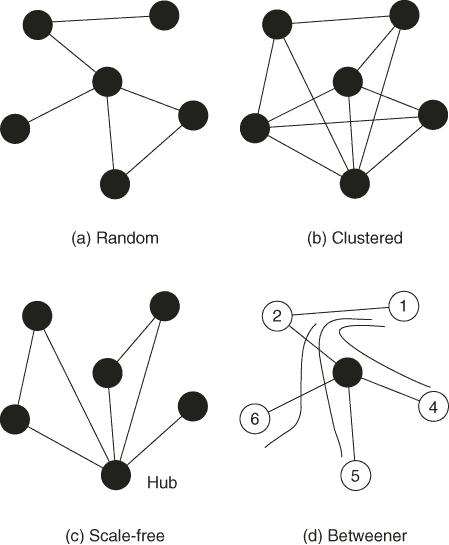 (a) Random
(b) Clustered
Hub
(c) Scale-free
2
1
6
4
5
(d) Betweener